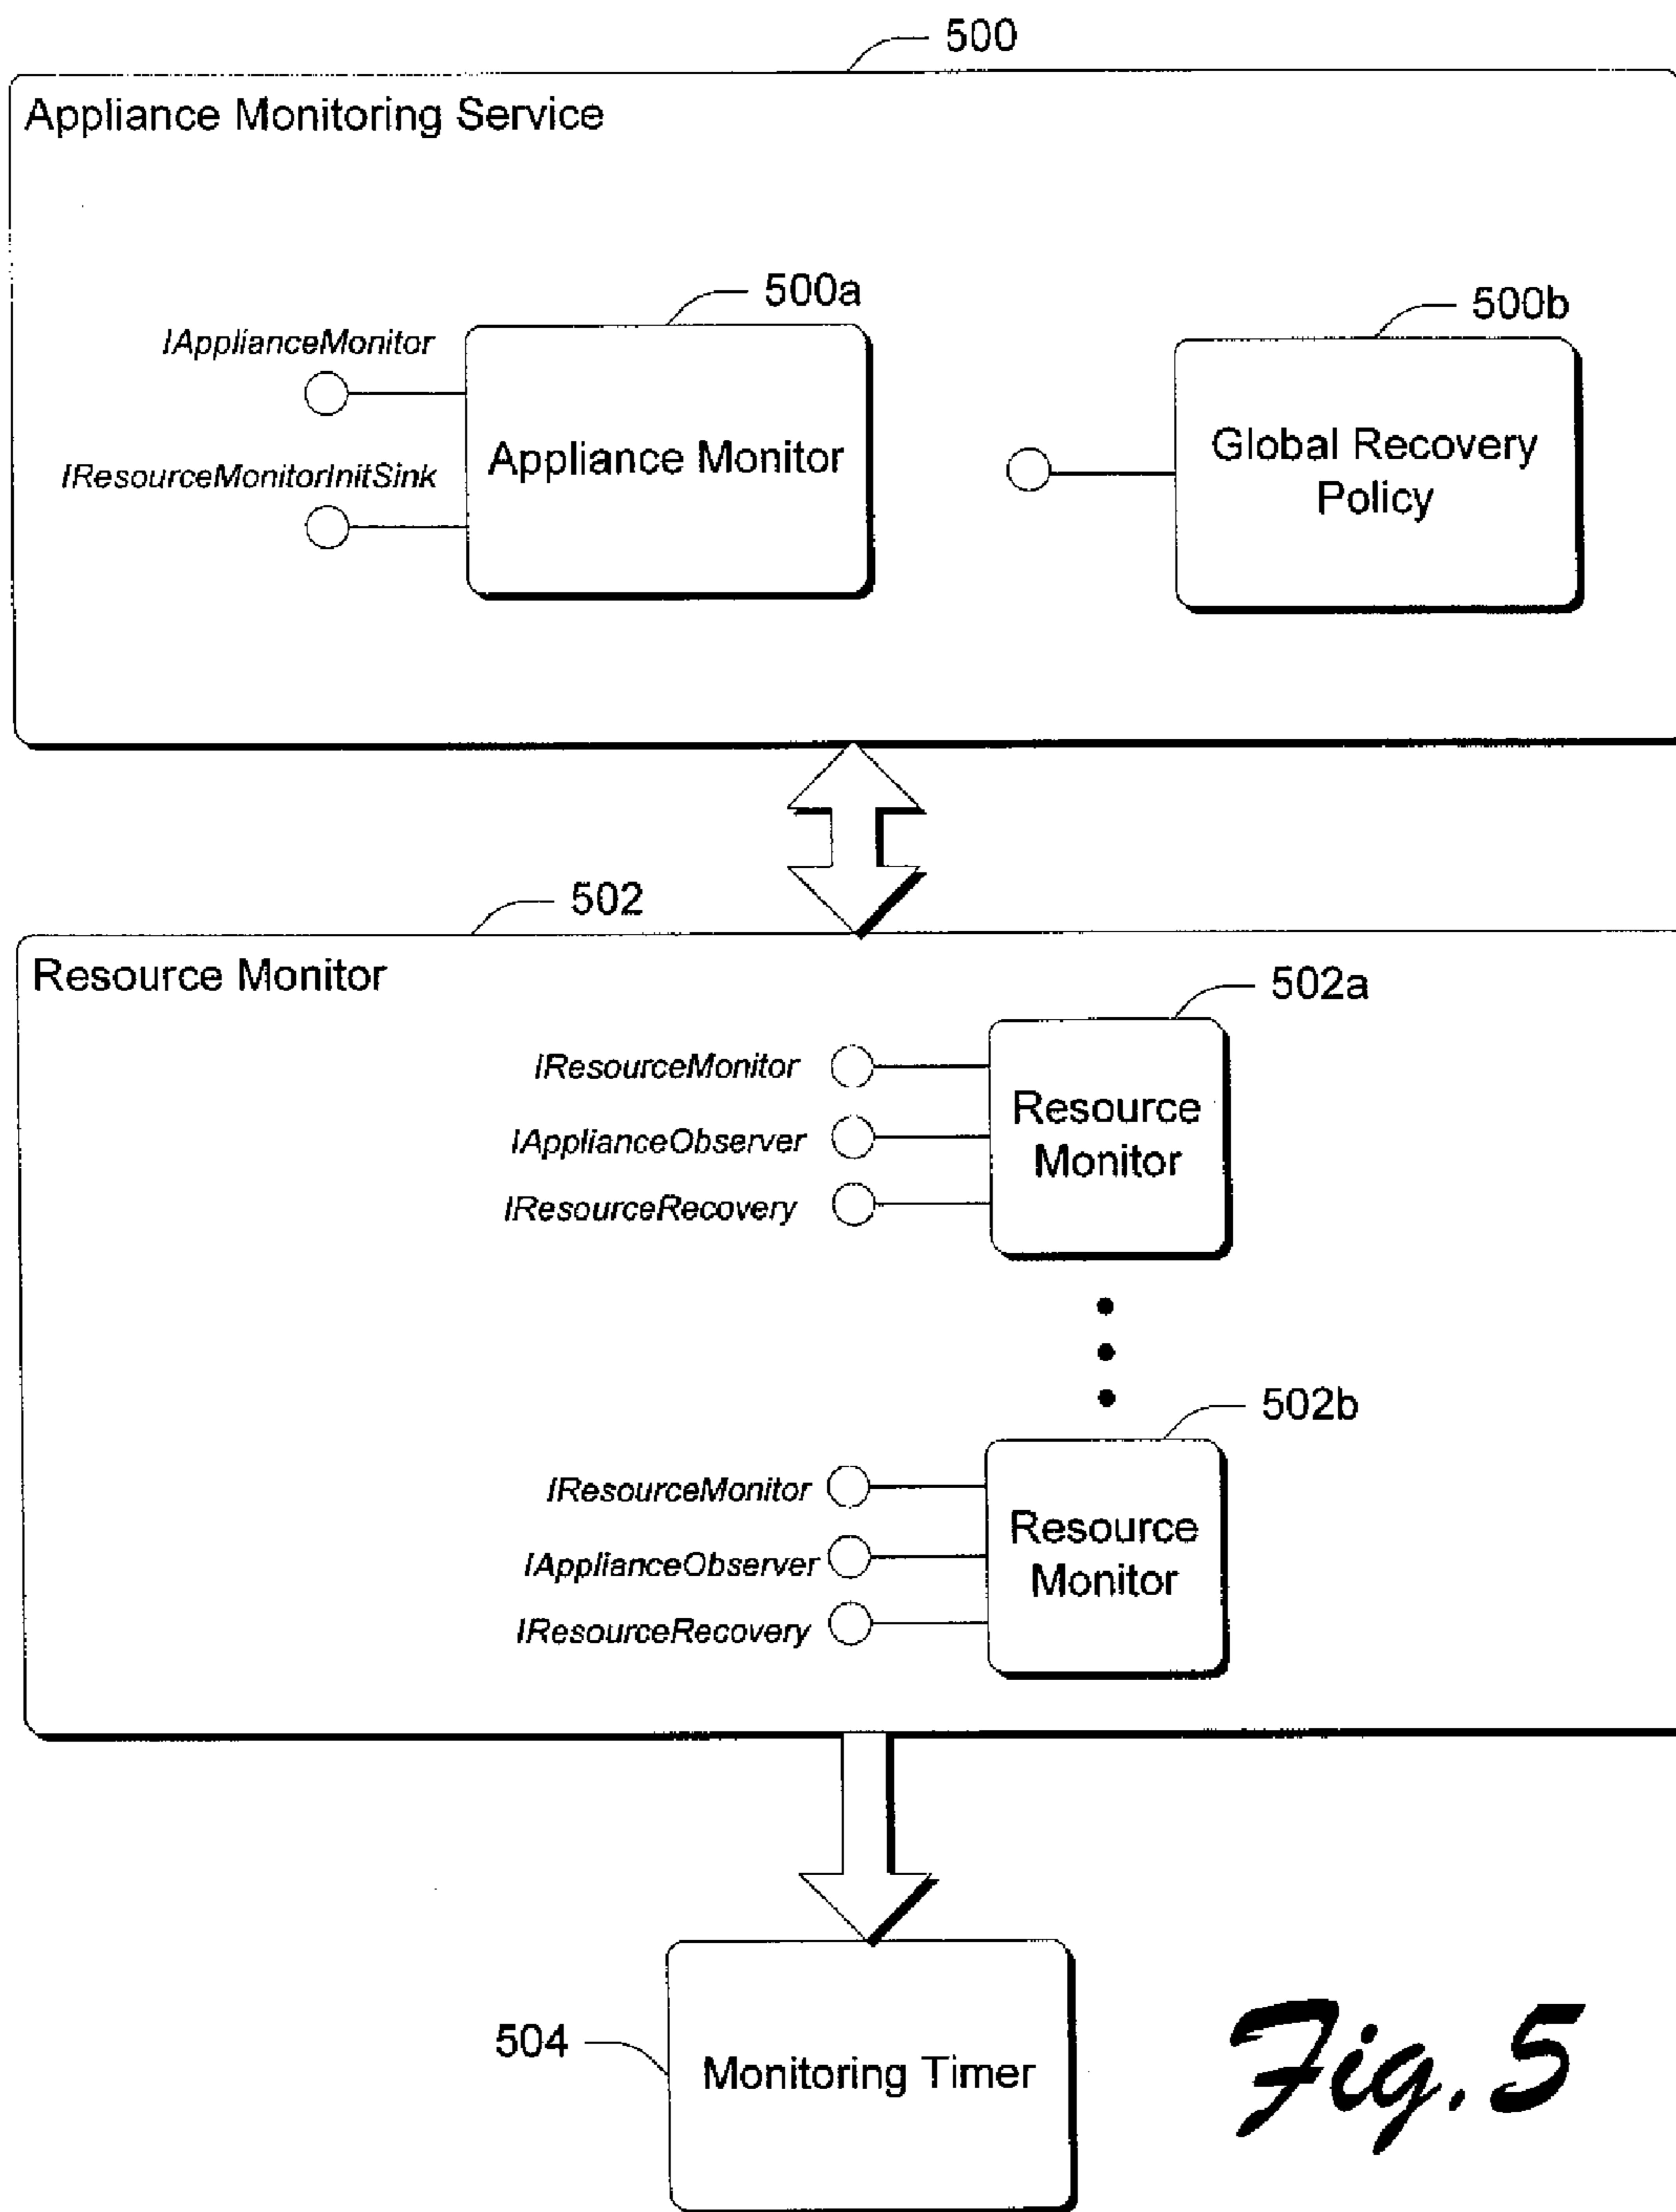 500
Appliance Monitoring Service
500a
500b
IApplianceMonitor
IResourceMonitorInitSink
Appliance Monitor
Global Recovery
Policy
502
Resource Monitor
502a
IResourceMonitor
IApplianceObserver
IResourceRecovery
Resource
Monitor
502b
IResourceMonitor
IApplianceObserver
IResourceRecovery
Resource
Monitor
504
Monitoring Timer
Fig. 5